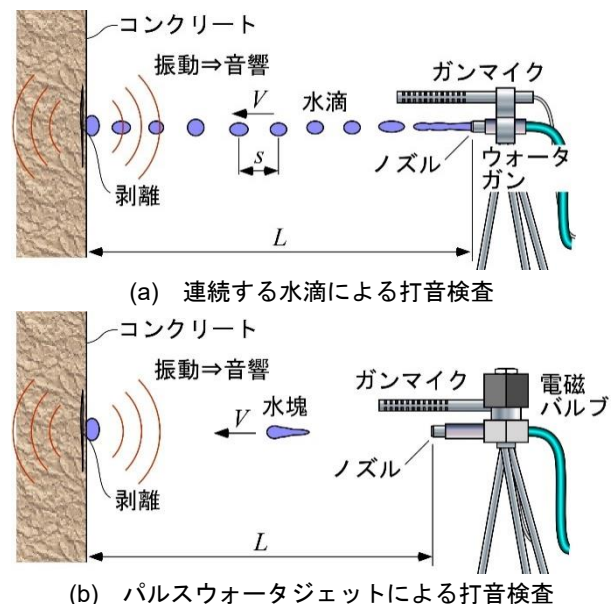 コンクリート
振動⇒音響
ガンマイク
V
水滴
s
ノズル
ウォータ
ガン
剥離
L
(a) 連続する水滴による打音検査
コンクリート
振動⇒音響
ガンマイク
電磁
バルブ
V
水塊
ノズル
剥離
L
(b) パルスウォータジェットによる打音検査